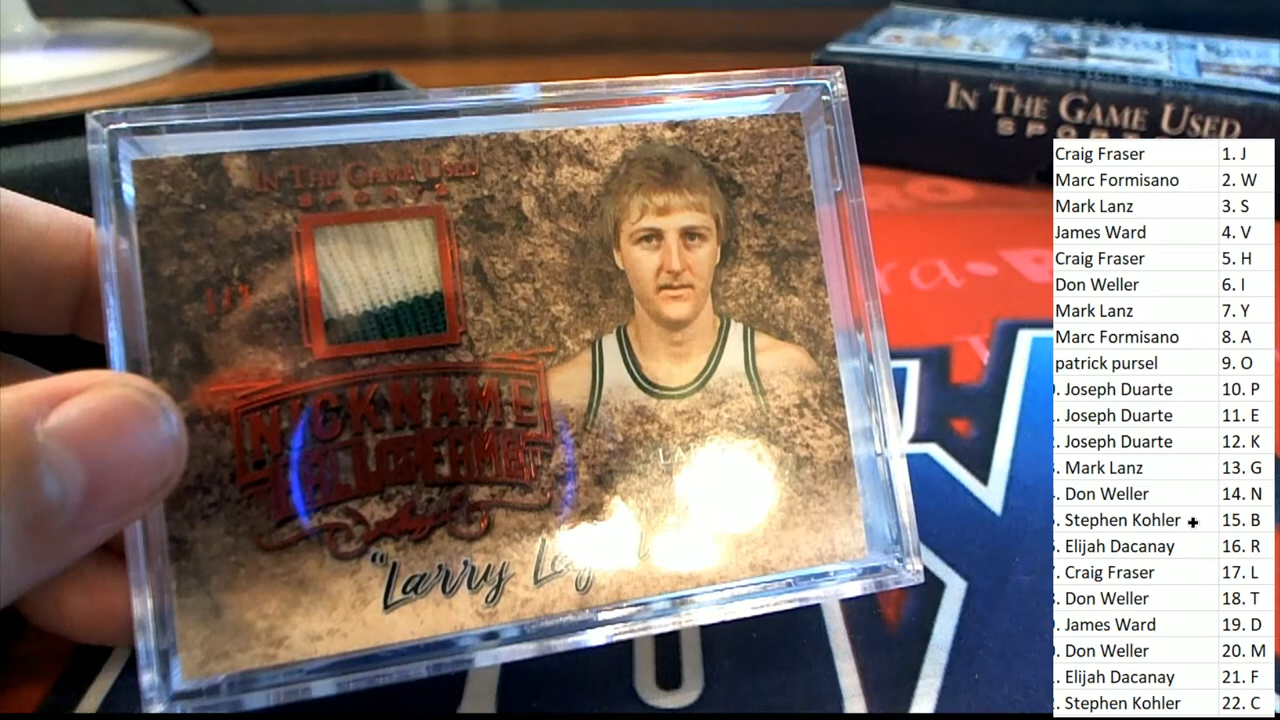 IN THE GAME USED
SPORTS
NICKNAME
"Larry
IN THE GAME USED
Craig Fraser 1. J
Marc Formisano 2. W
Mark Lanz 3. S
James Ward 4. V
Craig Fraser 5. H
Don Weller 6. I
Mark Lanz 7. Y
Marc Formisano 8. A
patrick pursel 9. O
. Joseph Duarte 10. P
. Joseph Duarte 11. E
. Joseph Duarte 12. K
. Mark Lanz 13. G
. Don Weller 14. N
. Stephen Kohler 15. B
. Elijah Dacanay 16. R
. Craig Fraser 17. L
. Don Weller 18. T
. James Ward 19. D
. Don Weller 20. M
. Elijah Dacanay 21. F
. Stephen Kohler 22. C